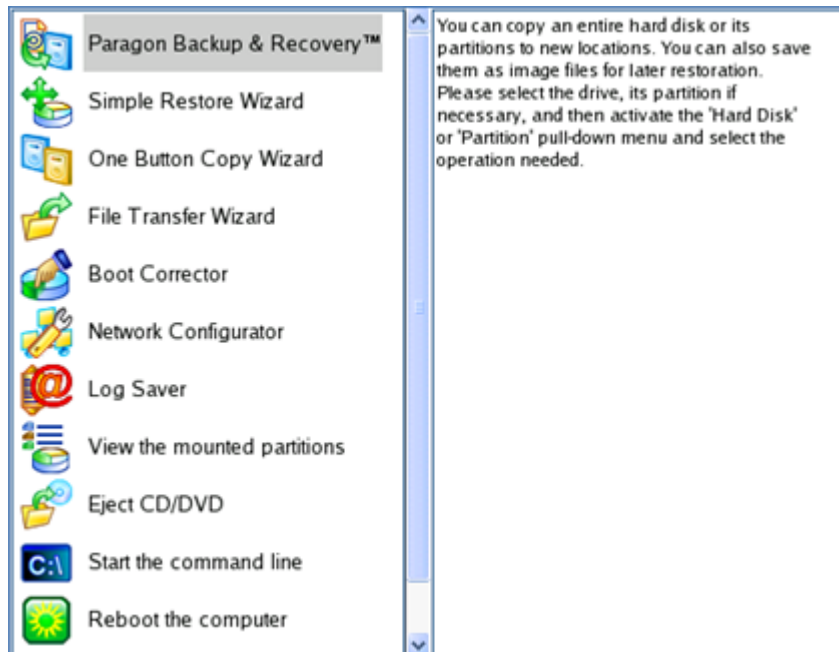 Paragon Backup & Recovery™
Simple Restore Wizard
One Button Copy Wizard
File Transfer Wizard
Boot Corrector
Network Configurator
Log Saver
View the mounted partitions
Eject CD/DVD
C:\
Start the command line
Reboot the computer
You can copy an entire hard disk or its
partitions to new locations. You can also save
them as image files for later restoration.
Please select the drive, its partition if
necessary, and then activate the 'Hard Disk'
or 'Partition' pull-down menu and select the
operation needed.